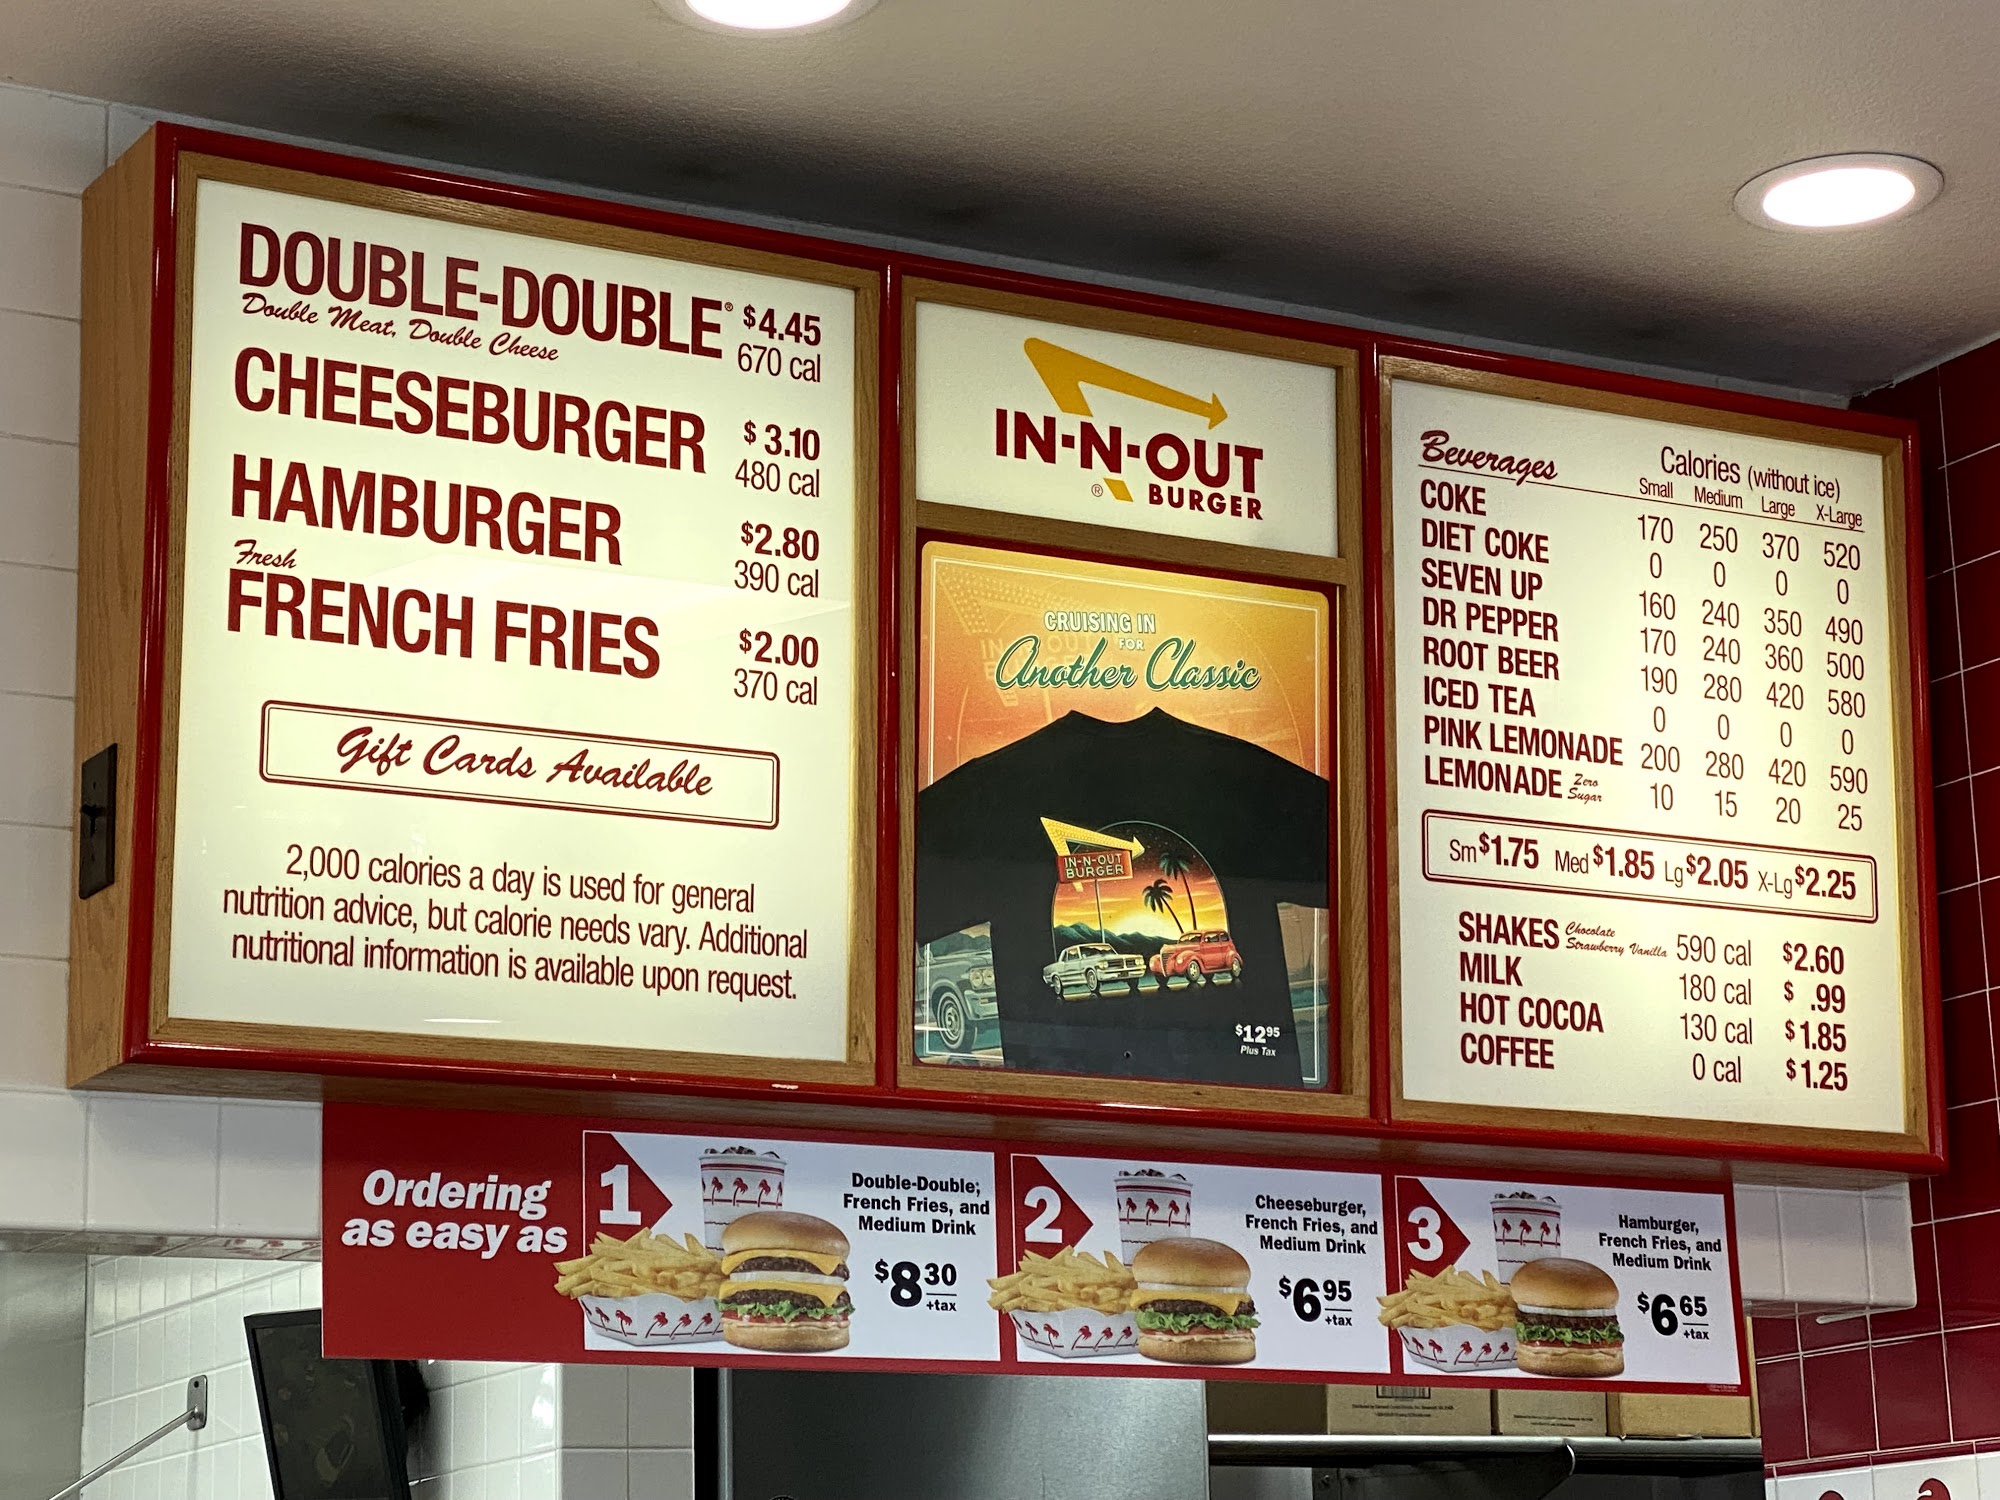 DOUBLE-DOUBLE® $4.45
Double Meat, Double Cheese 670 cal
CHEESEBURGER $3.10
480 cal
HAMBURGER $2.80
390 cal
Fresh
FRENCH FRIES $2.00
370 cal
Gift Cards Available
2,000 calories a day is used for general
nutrition advice, but calorie needs vary. Additional
nutritional information is available upon request.
IN-N-OUT
® BURGER
CRUISING IN
FOR
Another Classic
IN-N-OUT
BURGER
$12.95
Plus Tax
Beverages Calories (without ice)
Small Medium Large X-Large
COKE 170 250 370 520
DIET COKE 0 0 0 0
SEVEN UP 160 240 350 490
DR PEPPER 170 240 360 500
ROOT BEER 190 280 420 580
ICED TEA 0 0 0 0
PINK LEMONADE 200 280 420 590
LEMONADE Zero Sugar 10 15 20 25
Sm $1.75 Med $1.85 Lg $2.05 X-Lg $2.25
SHAKES Chocolate Strawberry Vanilla 590 cal $2.60
MILK 180 cal $ .99
HOT COCOA 130 cal $1.85
COFFEE 0 cal $1.25
Ordering
as easy as
1
Double-Double,
French Fries, and
Medium Drink
$8.30
+tax
2
Cheeseburger,
French Fries, and
Medium Drink
$6.95
+tax
3
Hamburger,
French Fries, and
Medium Drink
$6.65
+tax